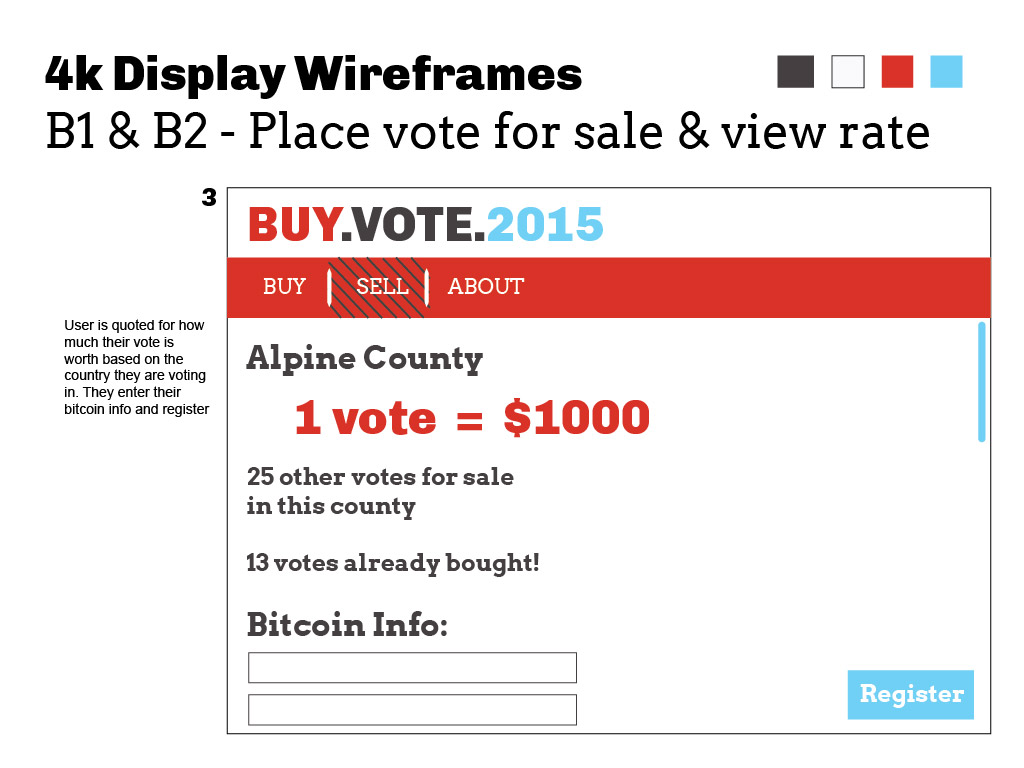 4k Display Wireframes
B1 & B2 - Place vote for sale & view rate
3
BUY.VOTE.2015
BUY SELL ABOUT
User is quoted for how
much their vote is
worth based on the
country they are voting
in. They enter their
bitcoin info and register
Alpine County
1 vote = $1000
25 other votes for sale
in this county
13 votes already bought!
Bitcoin Info:
Register